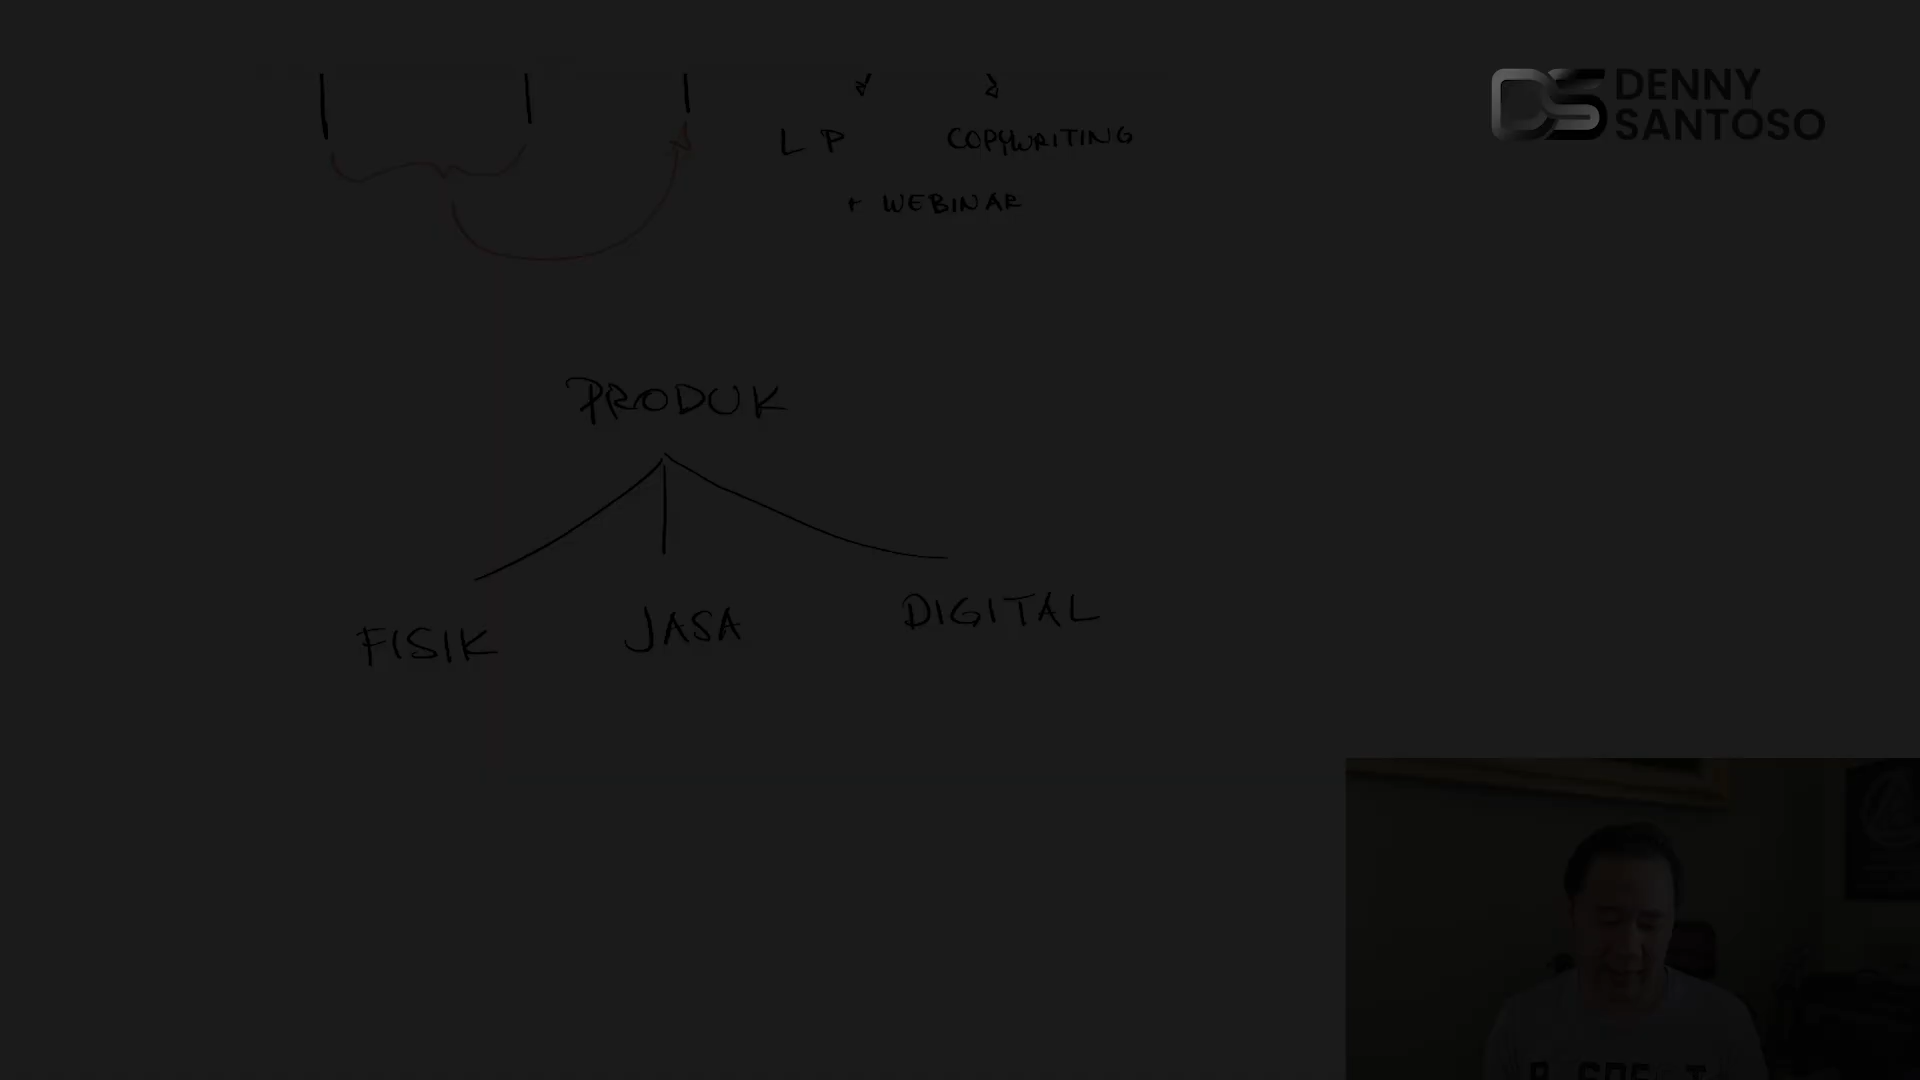 DENNY
SANTOSO
LP COPYWRITING
+ WEBINAR
PRODUK
FISIK JASA DIGITAL